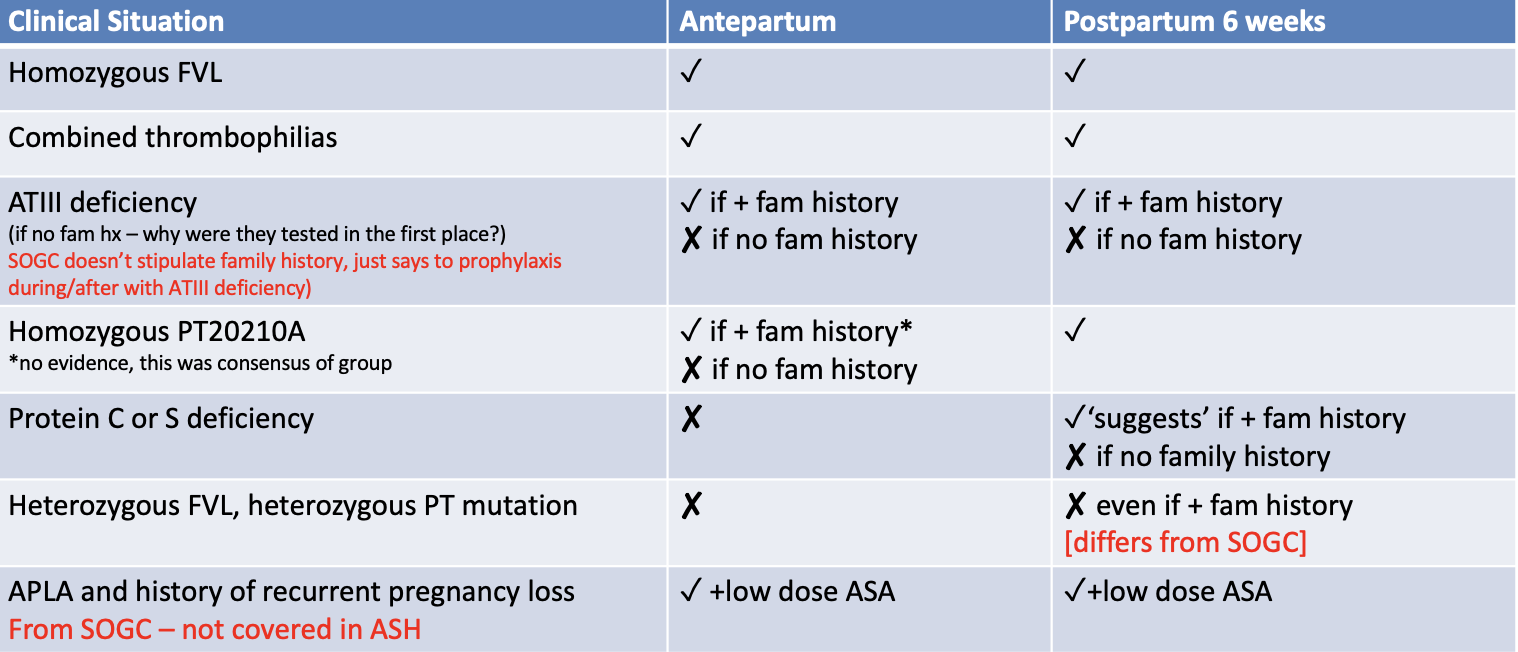 Clinical Situation Antepartum Postpartum 6 weeks
Homozygous FVL ✓ ✓
Combined thrombophilias ✓ ✓
ATIII deficiency ✓ if + fam history ✓ if + fam history
(if no fam hx – why were they tested in the first place?) ✗ if no fam history ✗ if no fam history
SOGC doesn't stipulate family history, just says to prophylaxis
during/after with ATIII deficiency)
Homozygous PT20210A ✓ if + fam history* ✓
*no evidence, this was consensus of group ✗ if no fam history
Protein C or S deficiency ✗ ✓‘suggests’ if + fam history
✗ if no family history
Heterozygous FVL, heterozygous PT mutation ✗ ✗ even if + fam history
[differs from SOGC]
APLA and history of recurrent pregnancy loss ✓ +low dose ASA ✓+low dose ASA
From SOGC – not covered in ASH